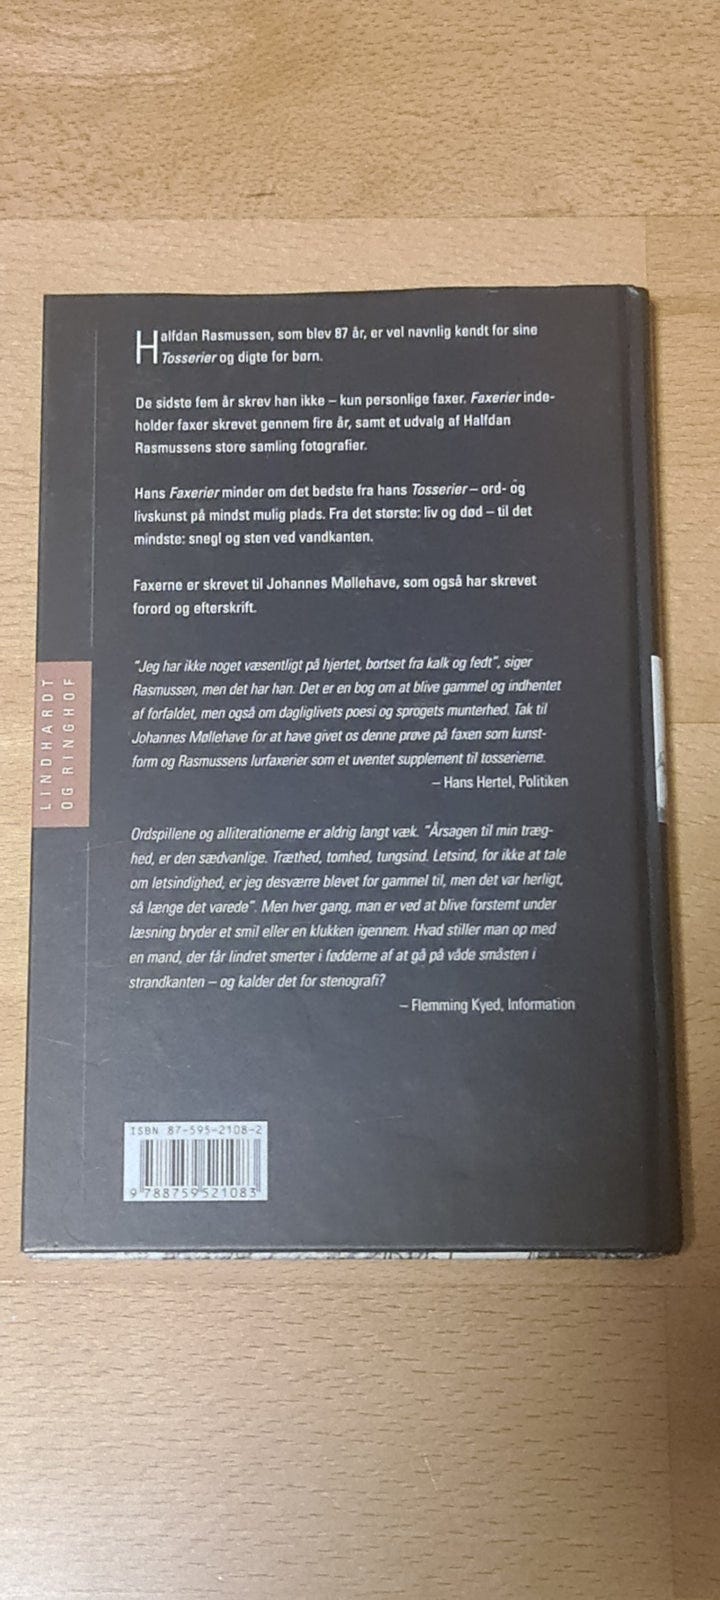 Halfdan Rasmussen, som blev 87 år, er vel navnlig kendt for sine
Tosserier og digte for børn.
De sidste fem år skrev han ikke – kun personlige faxer. Faxerier inde-
holder faxer skrevet gennem fire år, samt et udvalg af Halfdan
Rasmussens store samling fotografier.
Hans Faxerier minder om det bedste fra hans Tosserier – ord- og
livskunst på mindst mulig plads. Fra det største: liv og død – til det
mindste: snegl og sten ved vandkanten.
Faxerne er skrevet til Johannes Møllehave, som også har skrevet
forord og efterskrift.
"Jeg har ikke noget væsentligt på hjertet, bortset fra kalk og fedt", siger
Rasmussen, men det har han. Det er en bog om at blive gammel og indhentet
af forfaldet, men også om dagliglivets poesi og sprogets munterhed. Tak til
Johannes Møllehave for at have givet os denne prøve på faxen som kunst-
form og Rasmussens lurfaxerier som et uventet supplement til tosserierne.
– Hans Hertel, Politiken
Ordspillene og alliterationerne er aldrig langt væk. "Årsagen til min træg-
hed, er den sædvanlige. Træthed, tomhed, tungsind. Letsind, for ikke at tale
om letsindighed, er jeg desværre blevet for gammel til, men det var herligt,
så længe det varede". Men hver gang, man er ved at blive forstemt under
læsning bryder et smil eller en klukken igennem. Hvad stiller man op med
en mand, der får lindret smerter i fødderne af at gå på våde småsten i
strandkanten – og kalder det for stenografi?
– Flemming Kyed, Information
LINDHARDT
OG RINGHOF
ISBN 87-595-2108-2
9 788759 521083